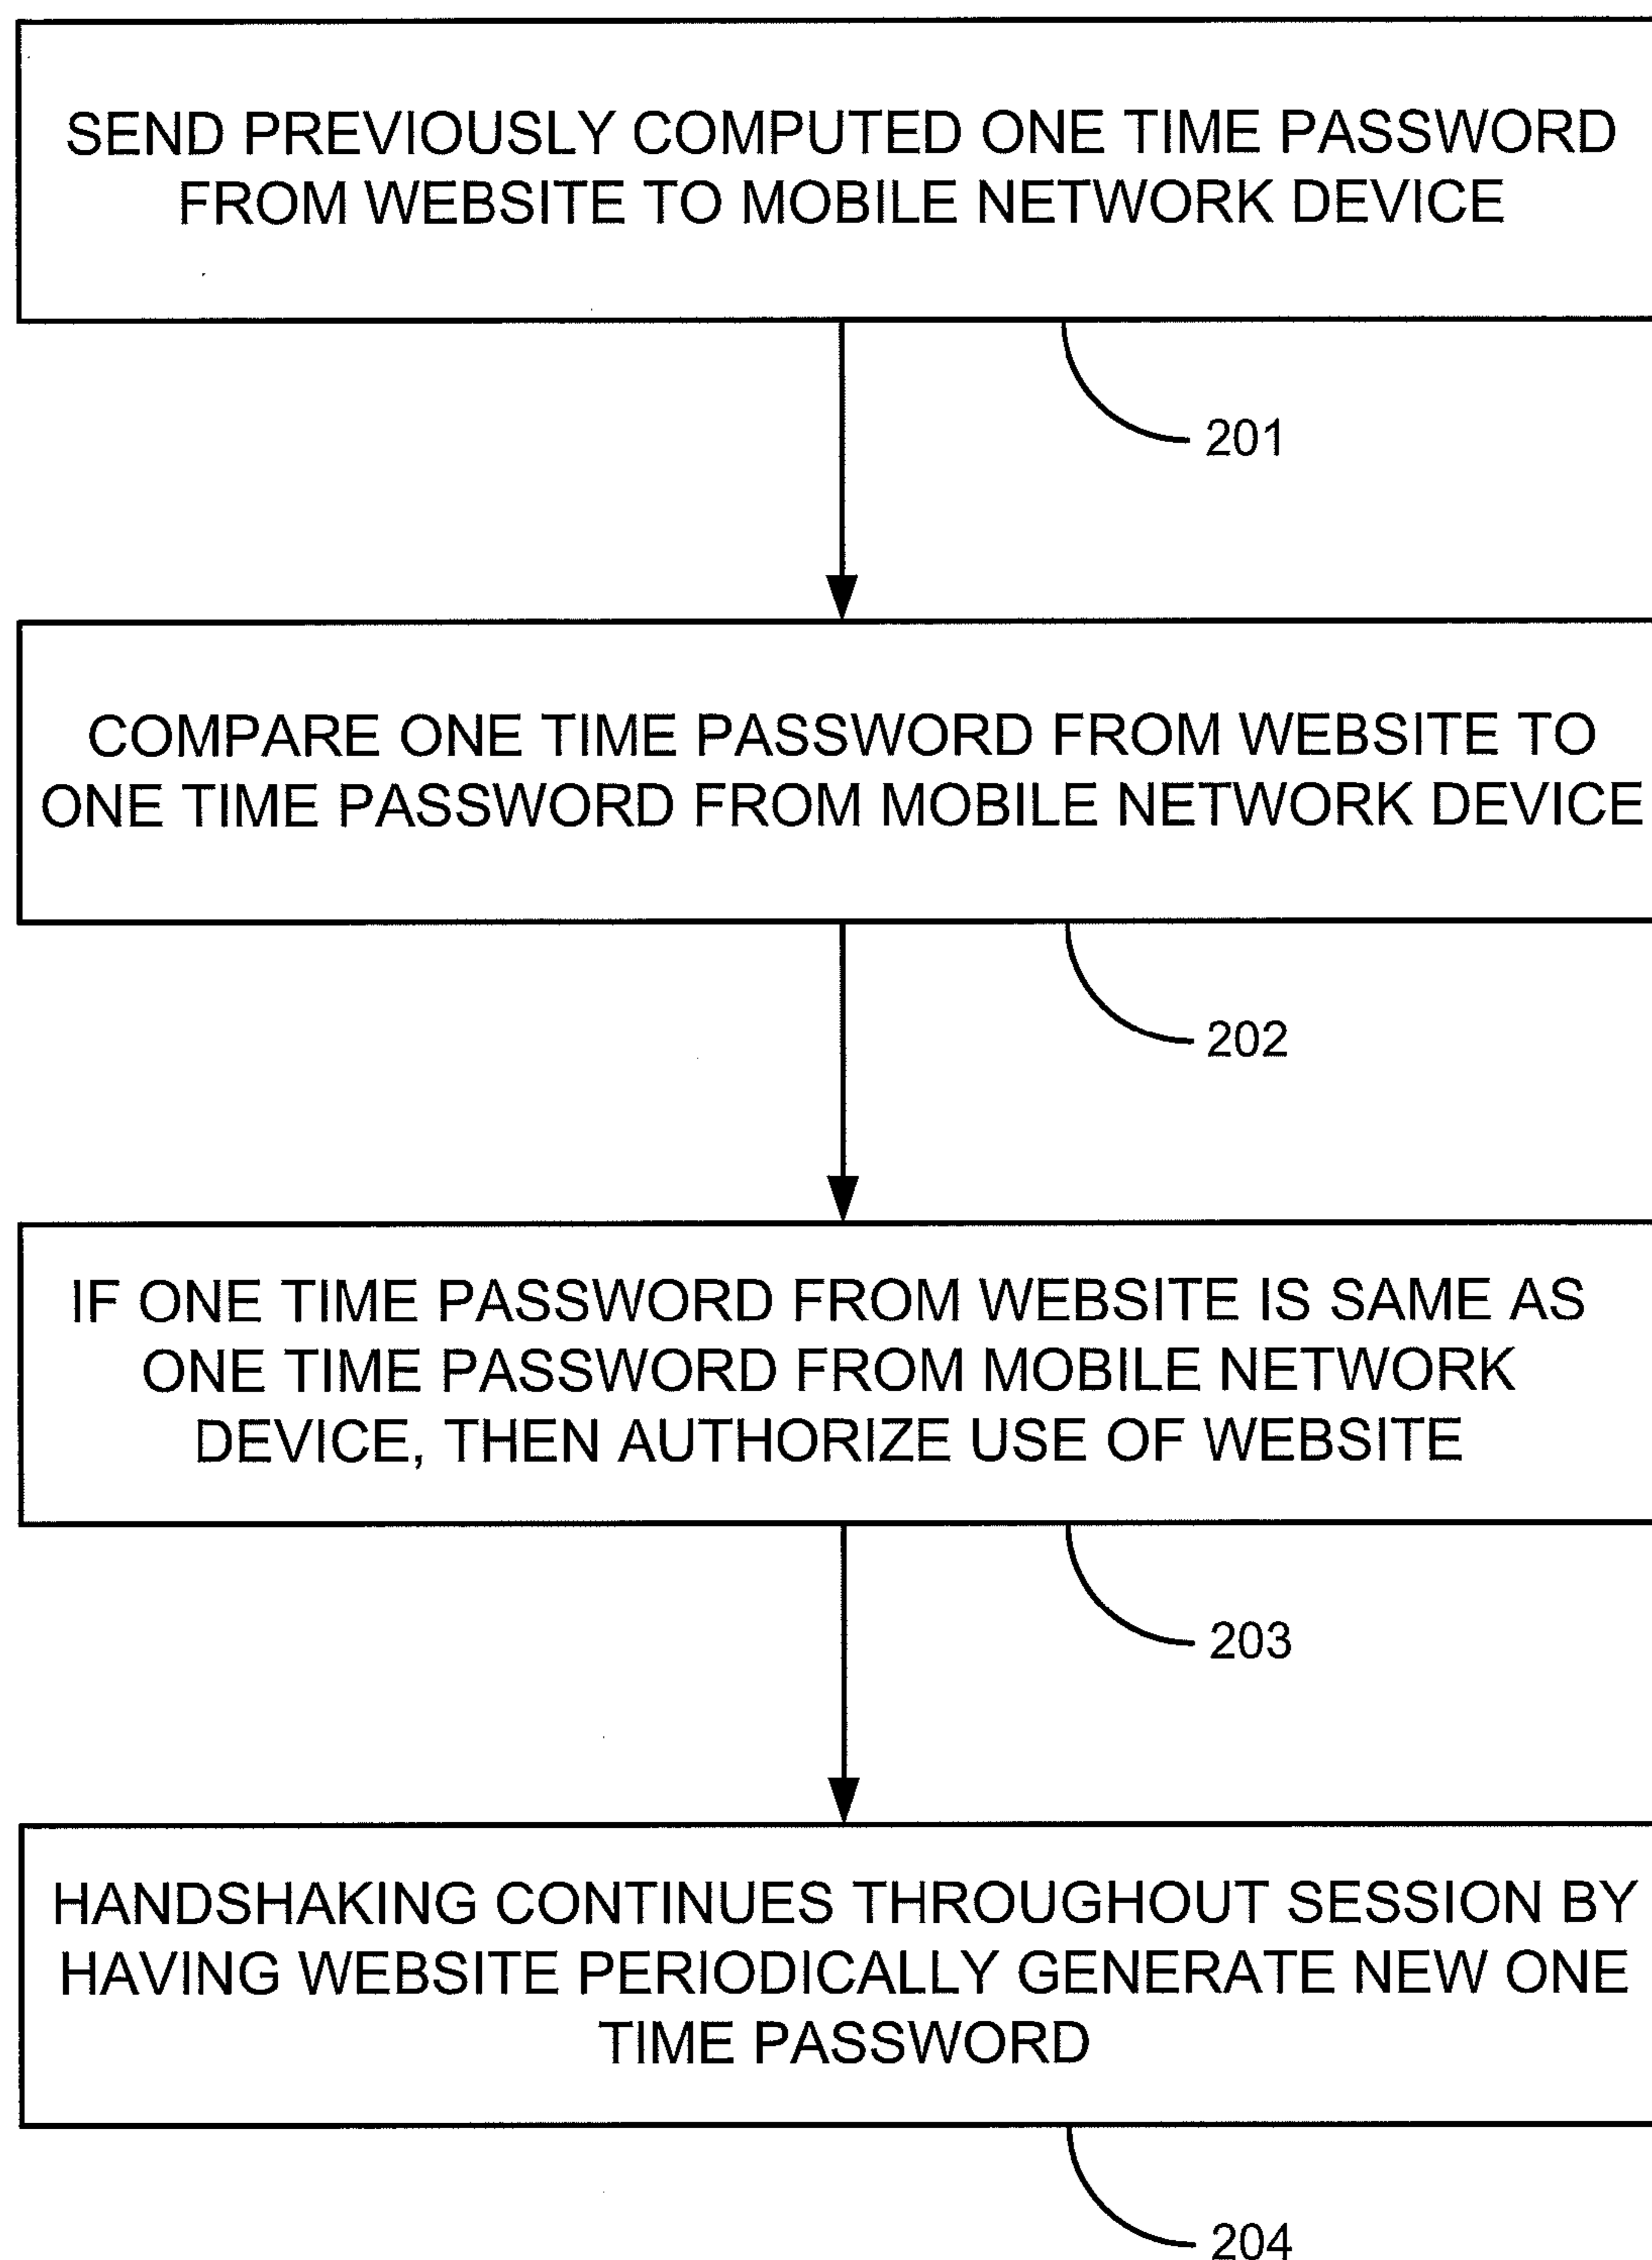 SEND PREVIOUSLY COMPUTED ONE TIME PASSWORD
FROM WEBSITE TO MOBILE NETWORK DEVICE
201
COMPARE ONE TIME PASSWORD FROM WEBSITE TO
ONE TIME PASSWORD FROM MOBILE NETWORK DEVICE
202
IF ONE TIME PASSWORD FROM WEBSITE IS SAME AS
ONE TIME PASSWORD FROM MOBILE NETWORK
DEVICE, THEN AUTHORIZE USE OF WEBSITE
203
HANDSHAKING CONTINUES THROUGHOUT SESSION BY
HAVING WEBSITE PERIODICALLY GENERATE NEW ONE
TIME PASSWORD
204